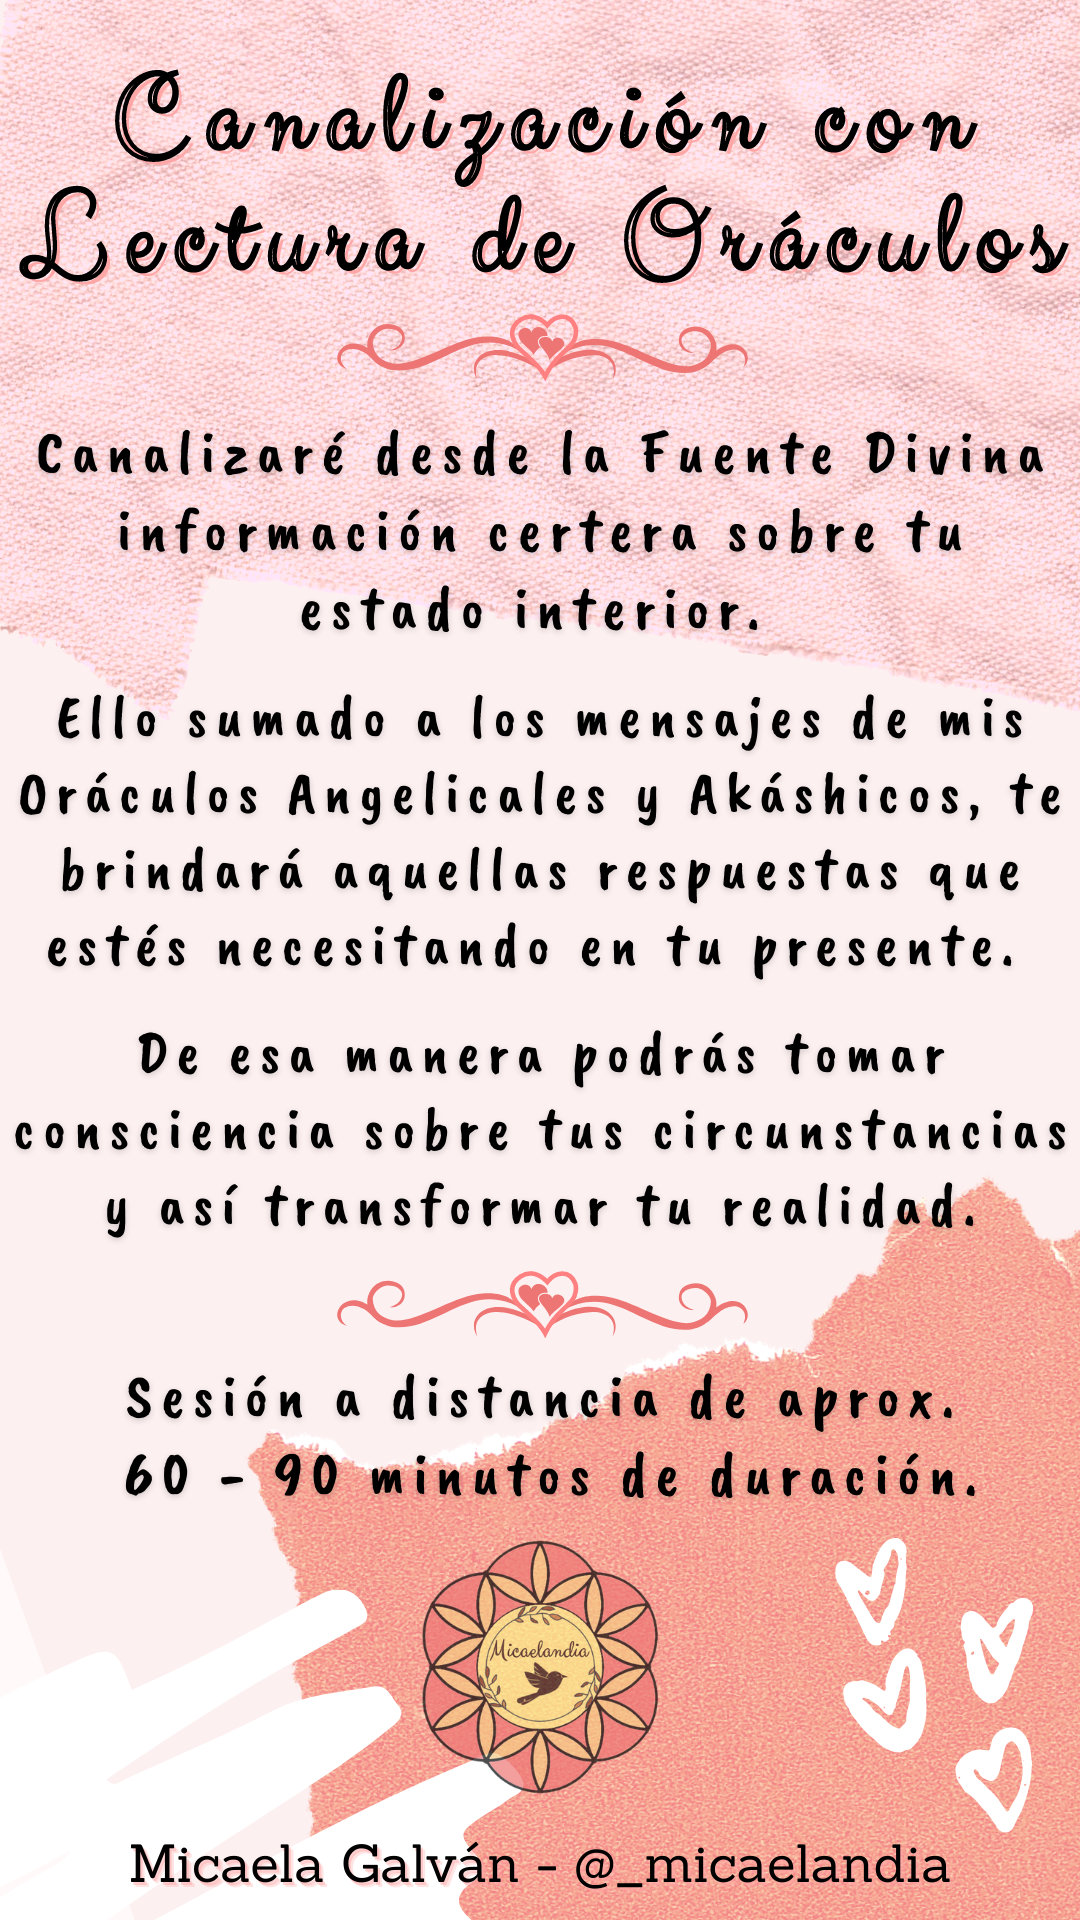 Canalización con
Lectura de Oráculos
Canalizaré desde la Fuente Divina
información certera sobre tu
estado interior.
Ello sumado a los mensajes de mis
Oráculos Angelicales y Akáshicos, te
brindará aquellas respuestas que
estés necesitando en tu presente.
De esa manera podrás tomar
consciencia sobre tus circunstancias
y así transformar tu realidad.
Sesión a distancia de aprox.
60 - 90 minutos de duración.
Micaelandia
Micaela Galván - @_micaelandia